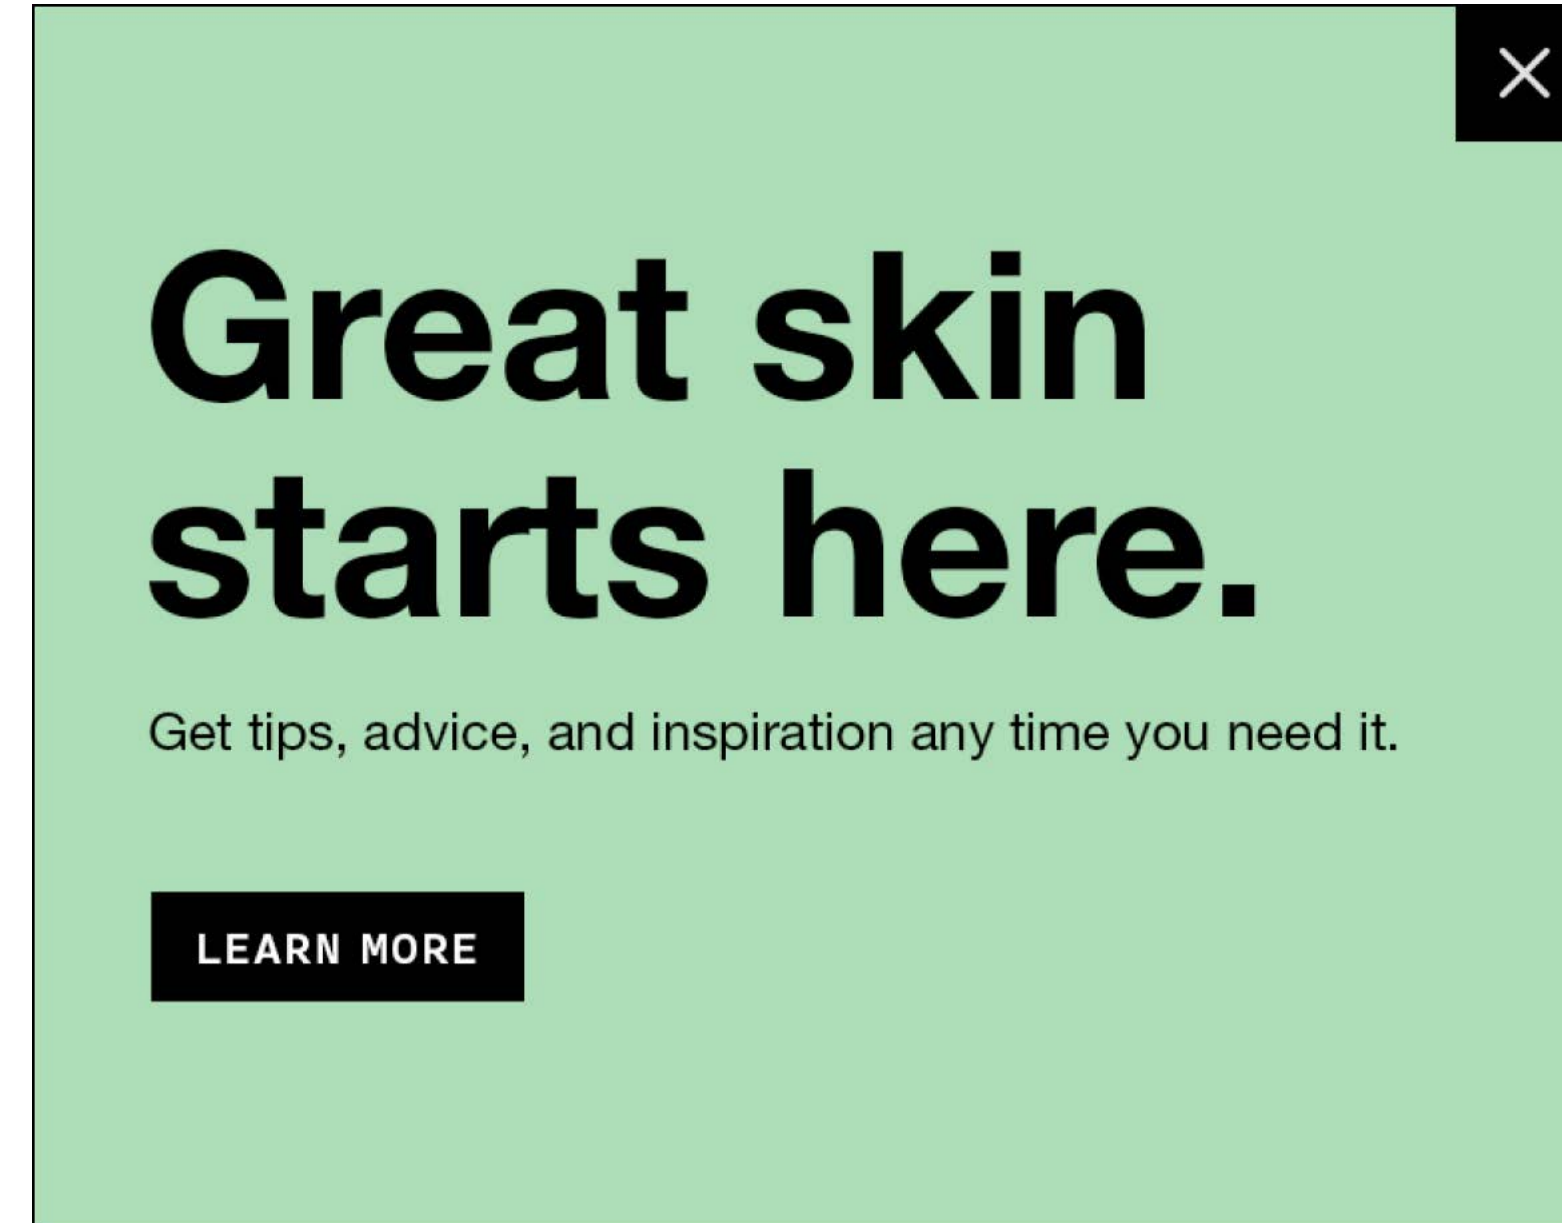 Great skin
starts here.
Get tips, advice, and inspiration any time you need it.
LEARN MORE